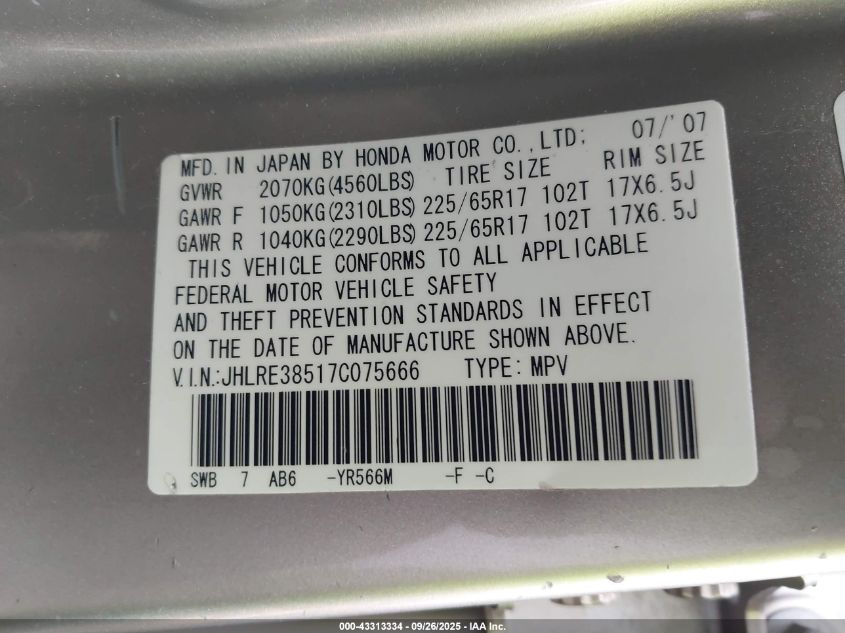 MFD. IN JAPAN BY HONDA MOTOR CO., LTD; 07/'07
GVWR 2070KG(4560LBS) TIRE SIZE RIM SIZE
GAWR F 1050KG(2310LBS) 225/65R17 102T 17X6.5J
GAWR R 1040KG(2290LBS) 225/65R17 102T 17X6.5J
THIS VEHICLE CONFORMS TO ALL APPLICABLE
FEDERAL MOTOR VEHICLE SAFETY
AND THEFT PREVENTION STANDARDS IN EFFECT
ON THE DATE OF MANUFACTURE SHOWN ABOVE.
V.I.N.:JHLRE38517C075666 TYPE: MPV
SWB 7 AB6 -YR566M -F -C
000-43313334 - 09/26/2025 - IAA Inc.